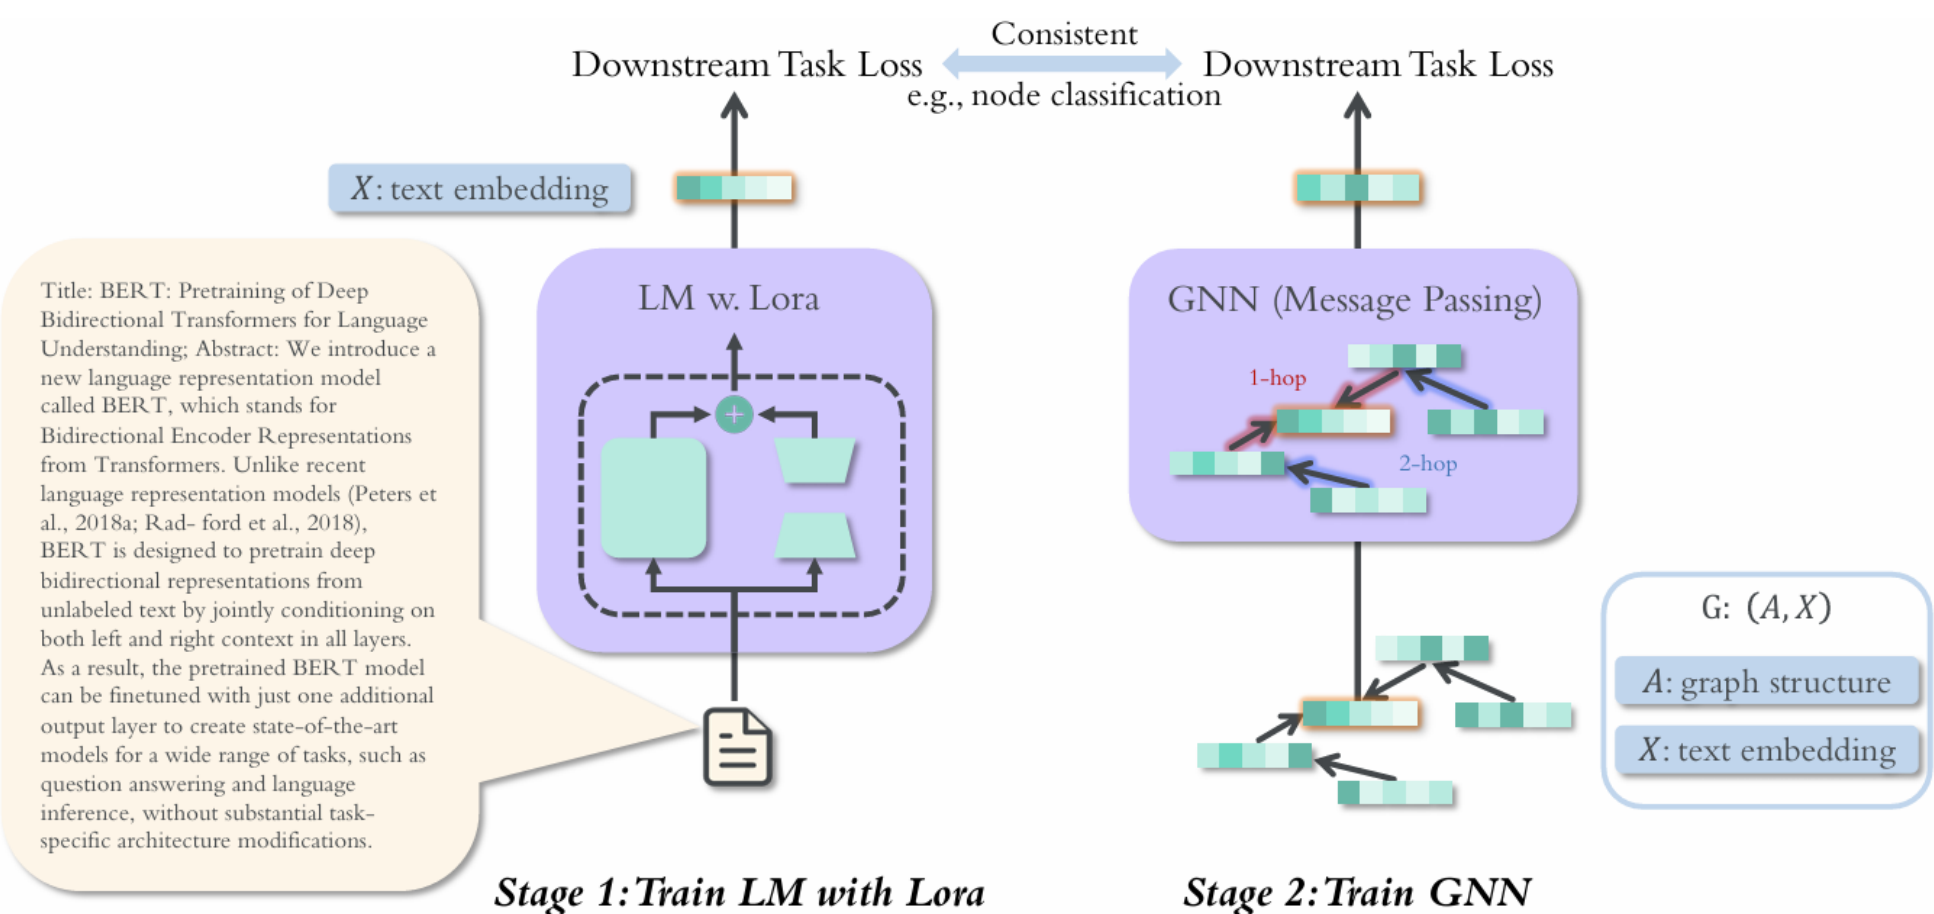 Consistent
Downstream Task Loss
Downstream Task Loss
e.g., node classification
X: text embedding
Title: BERT: Pretraining of Deep
Bidirectional Transformers for Language
Understanding; Abstract: We introduce a
new language representation model
called BERT, which stands for
Bidirectional Encoder Representations
from Transformers. Unlike recent
language representation models (Peters et
al., 2018a; Rad- ford et al., 2018),
BERT is designed to pretrain deep
bidirectional representations from
unlabeled text by jointly conditioning on
both left and right context in all layers.
As a result, the pretrained BERT model
can be finetuned with just one additional
output layer to create state-of-the-art
models for a wide range of tasks, such as
question answering and language
inference, without substantial task-
specific architecture modifications.
LM w. Lora
+
GNN (Message Passing)
1-hop
2-hop
G: (A, X)
A: graph structure
X: text embedding
Stage 1: Train LM with Lora
Stage 2: Train GNN